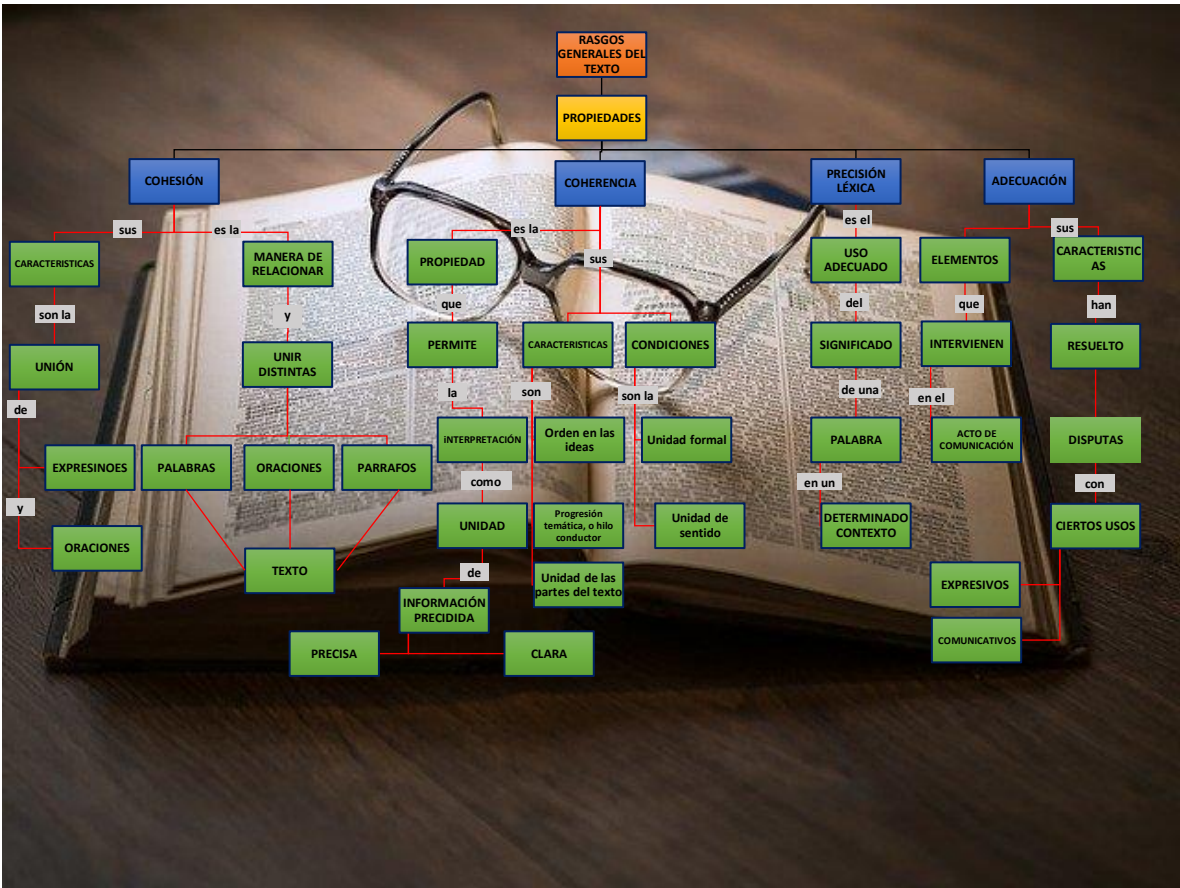 RASGOS
GENERALES DEL
TEXTO
PROPIEDADES
COHESIÓN
COHERENCIA
PRECISIÓN
LÉXICA
ADECUACIÓN
sus
es la
CARACTERISTICAS
MANERA DE
RELACIONAR
son la
y
UNIÓN
UNIR
DISTINTAS
de
EXPRESINOES
y
ORACIONES
PALABRAS
ORACIONES
PARRAFOS
TEXTO
es la
sus
PROPIEDAD
que
PERMITE
la
iNTERPRETACIÓN
como
UNIDAD
de
INFORMACIÓN
PRECIDIDA
PRECISA
CLARA
CARACTERISTICAS
CONDICIONES
son
son la
Orden en las
ideas
Unidad formal
Progresión
temática, o hilo
conductor
Unidad de
sentido
Unidad de las
partes del texto
es el
USO
ADECUADO
del
SIGNIFICADO
de una
PALABRA
en un
DETERMINADO
CONTEXTO
sus
ELEMENTOS
CARACTERISTIC
AS
que
han
INTERVIENEN
RESUELTO
en el
ACTO DE
COMUNICACIÓN
DISPUTAS
con
CIERTOS USOS
EXPRESIVOS
COMUNICATIVOS